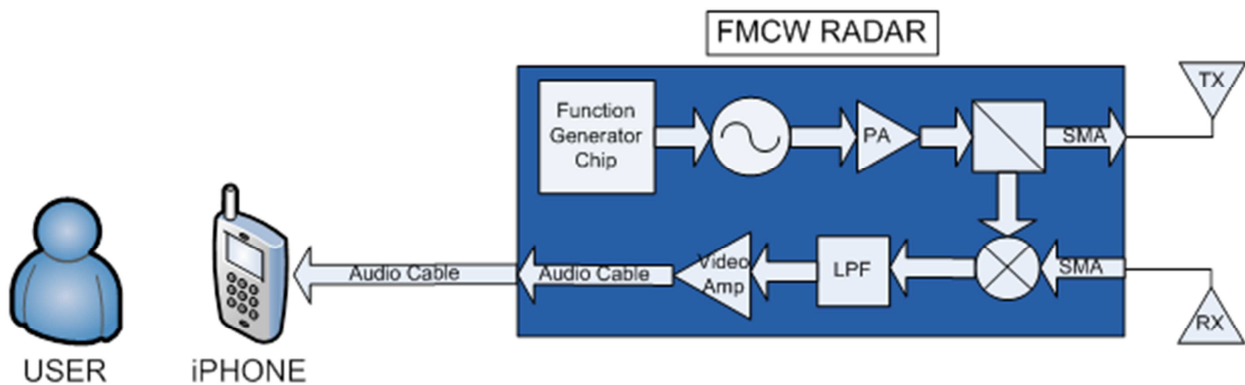 FMCW RADAR
Function
Generator
Chip
PA
SMA
TX
Audio Cable
Audio Cable
Video
Amp
LPF
SMA
RX
USER
iPHONE